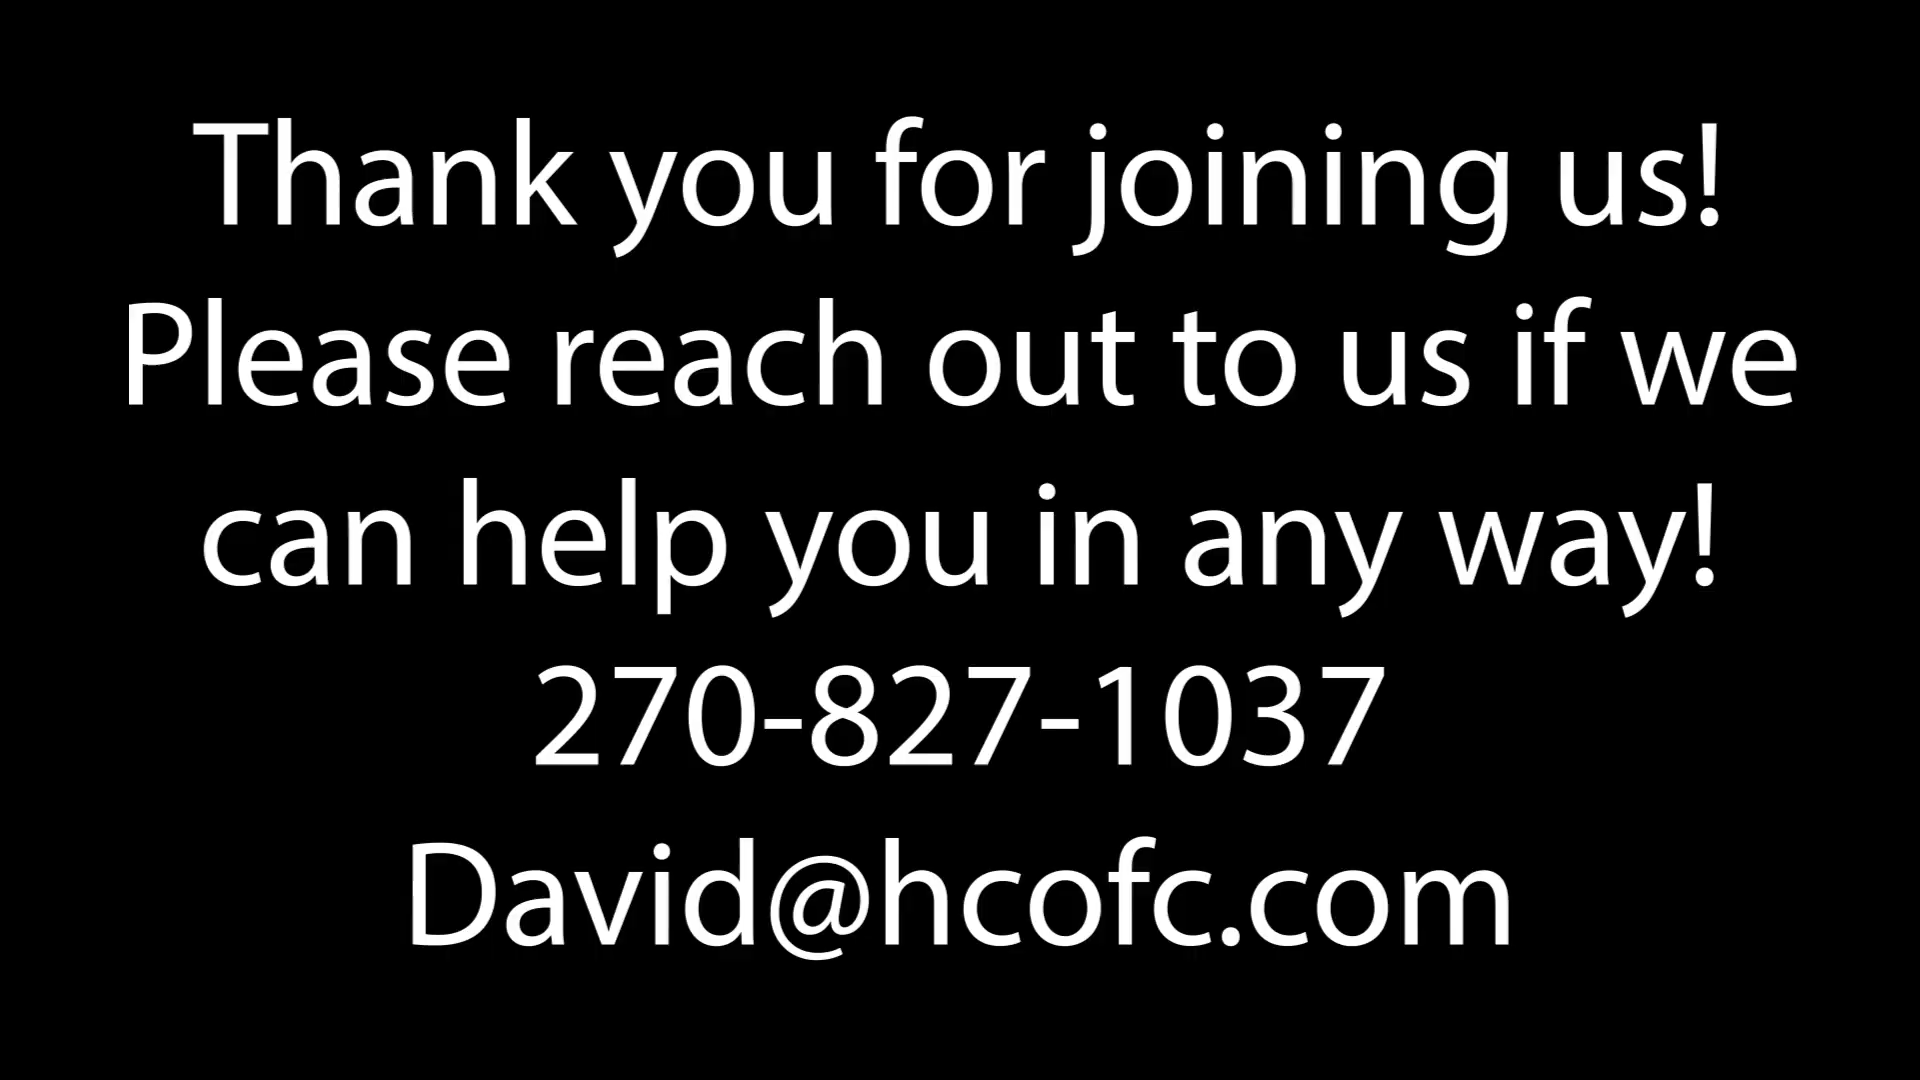 Thank you for joining us!
Please reach out to us if we
can help you in any way!
270-827-1037
David@hcofc.com